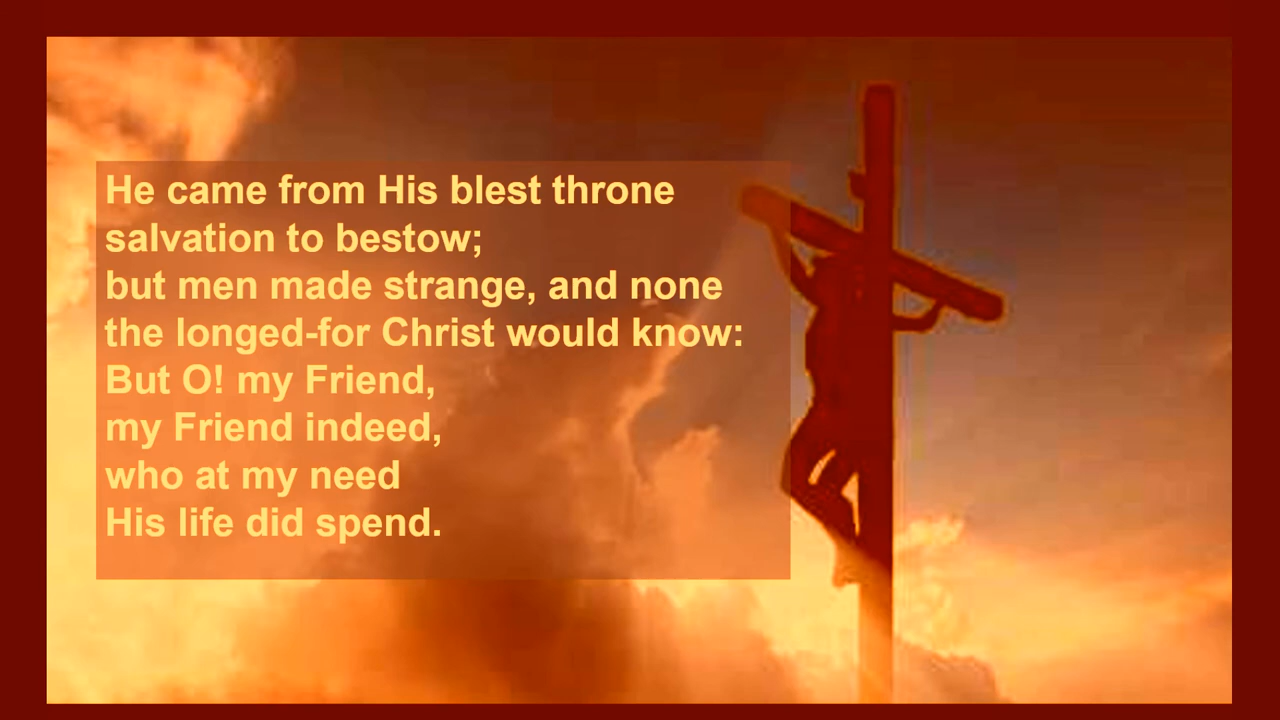 He came from His blest throne
salvation to bestow;
but men made strange, and none
the longed-for Christ would know:
But O! my Friend,
my Friend indeed,
who at my need
His life did spend.